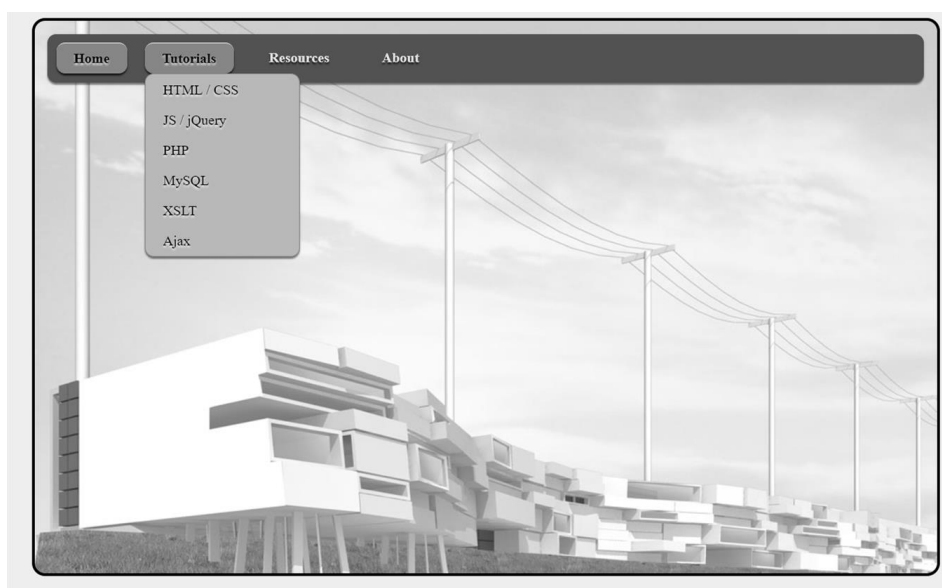 Home Tutorials Resources About
HTML / CSS
JS / jQuery
PHP
MySQL
XSLT
Ajax